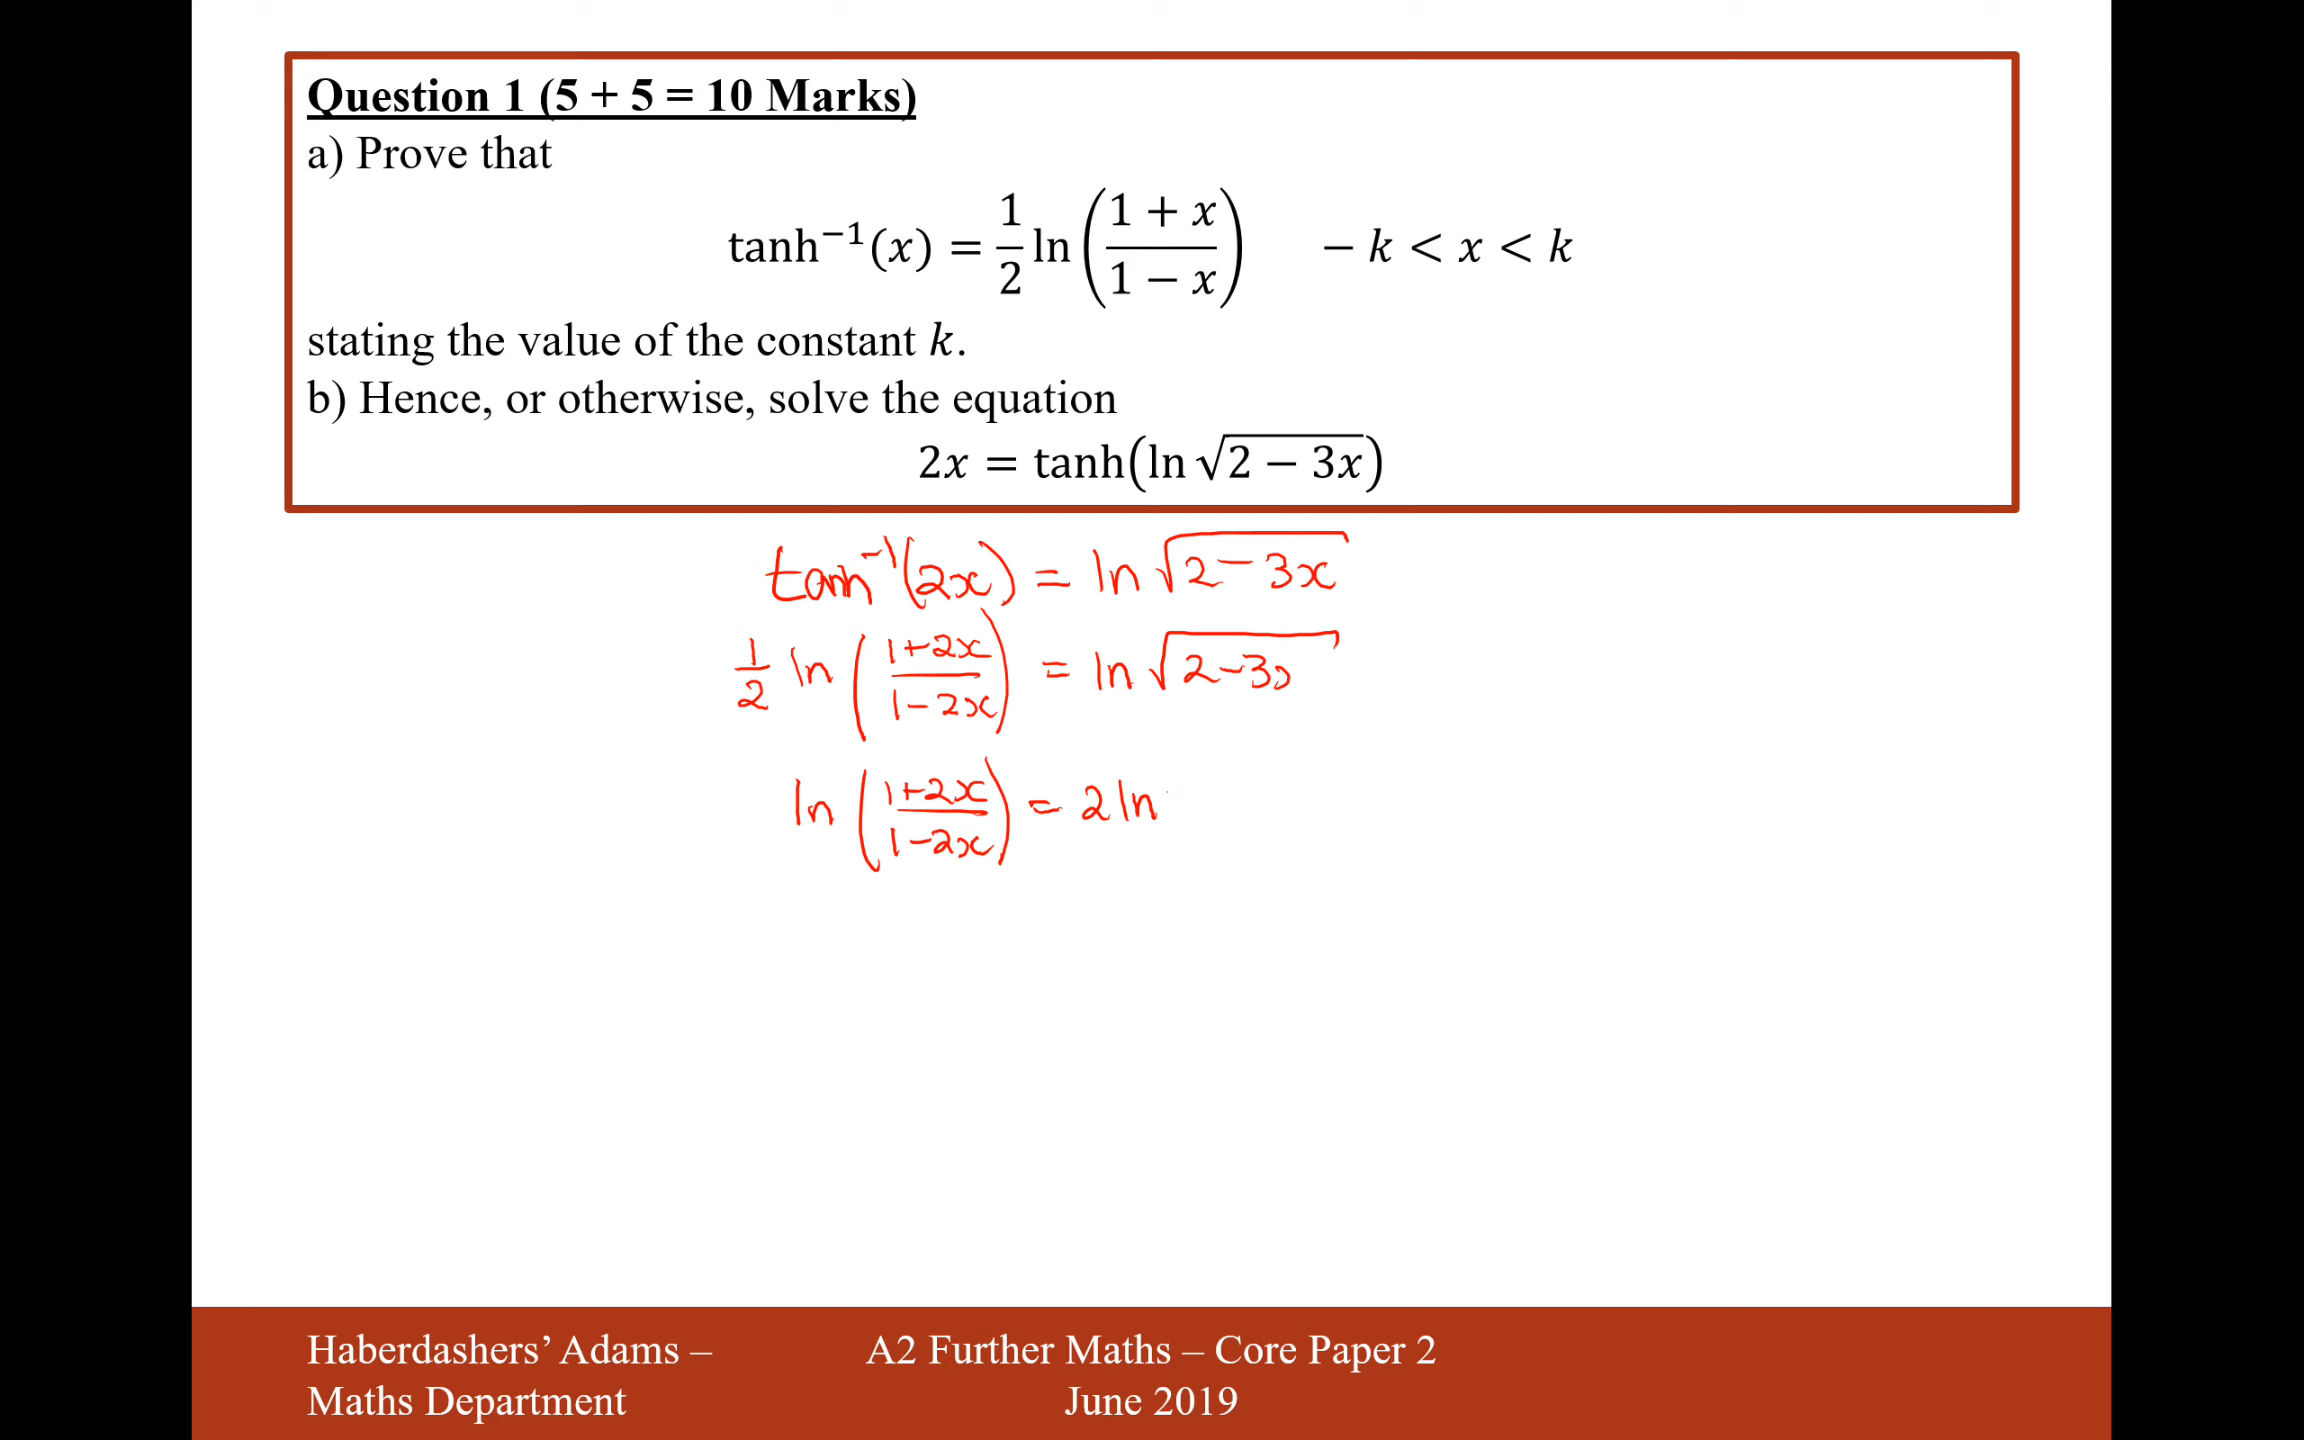 Question 1 (5 + 5 = 10 Marks)
a) Prove that
tanh⁻¹(x) = 1/2 ln((1 + x)/(1 − x))  − k < x < k
stating the value of the constant k.
b) Hence, or otherwise, solve the equation
2x = tanh(ln √(2 − 3x))
tanh⁻¹(2x) = ln √(2−3x)
1/2 ln((1+2x)/(1−2x)) = ln √(2−3
ln((1+2x)/(1−2x)) = 2 ln
Haberdashers’ Adams –
Maths Department
A2 Further Maths – Core Paper 2
June 2019